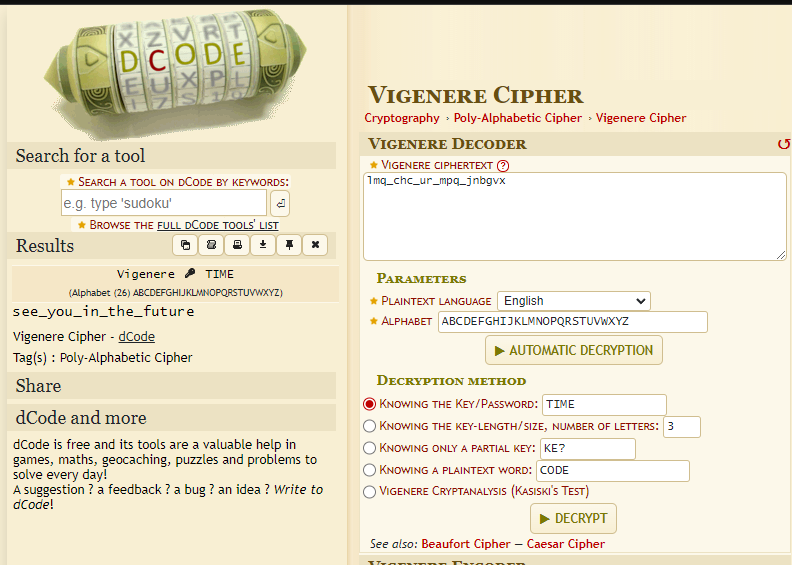 X Z V R T
D C O D E
E U X P L
Search for a tool
★ Search a tool on dCode by keywords:
e.g. type 'sudoku'
★ Browse the full dCode tools' list
Results
Vigenere TIME
(Alphabet (26) ABCDEFGHIJKLMNOPQRSTUVWXYZ)
see_you_in_the_future
Vigenere Cipher - dCode
Tag(s) : Poly-Alphabetic Cipher
Share
dCode and more
dCode is free and its tools are a valuable help in
games, maths, geocaching, puzzles and problems to
solve every day!
A suggestion ? a feedback ? a bug ? an idea ? Write to
dCode!
Vigenere Cipher
Cryptography › Poly-Alphabetic Cipher › Vigenere Cipher
Vigenere Decoder
★ Vigenere ciphertext ?
lmq_chc_ur_mpq_jnbgvx
Parameters
★ Plaintext language English
★ Alphabet ABCDEFGHIJKLMNOPQRSTUVWXYZ
▶ AUTOMATIC DECRYPTION
Decryption method
Knowing the Key/Password: TIME
Knowing the key-length/size, number of letters: 3
Knowing only a partial key: KE?
Knowing a plaintext word: CODE
Vigenere Cryptanalysis (Kasiski's Test)
▶ DECRYPT
See also: Beaufort Cipher — Caesar Cipher
Vigenere Encoder